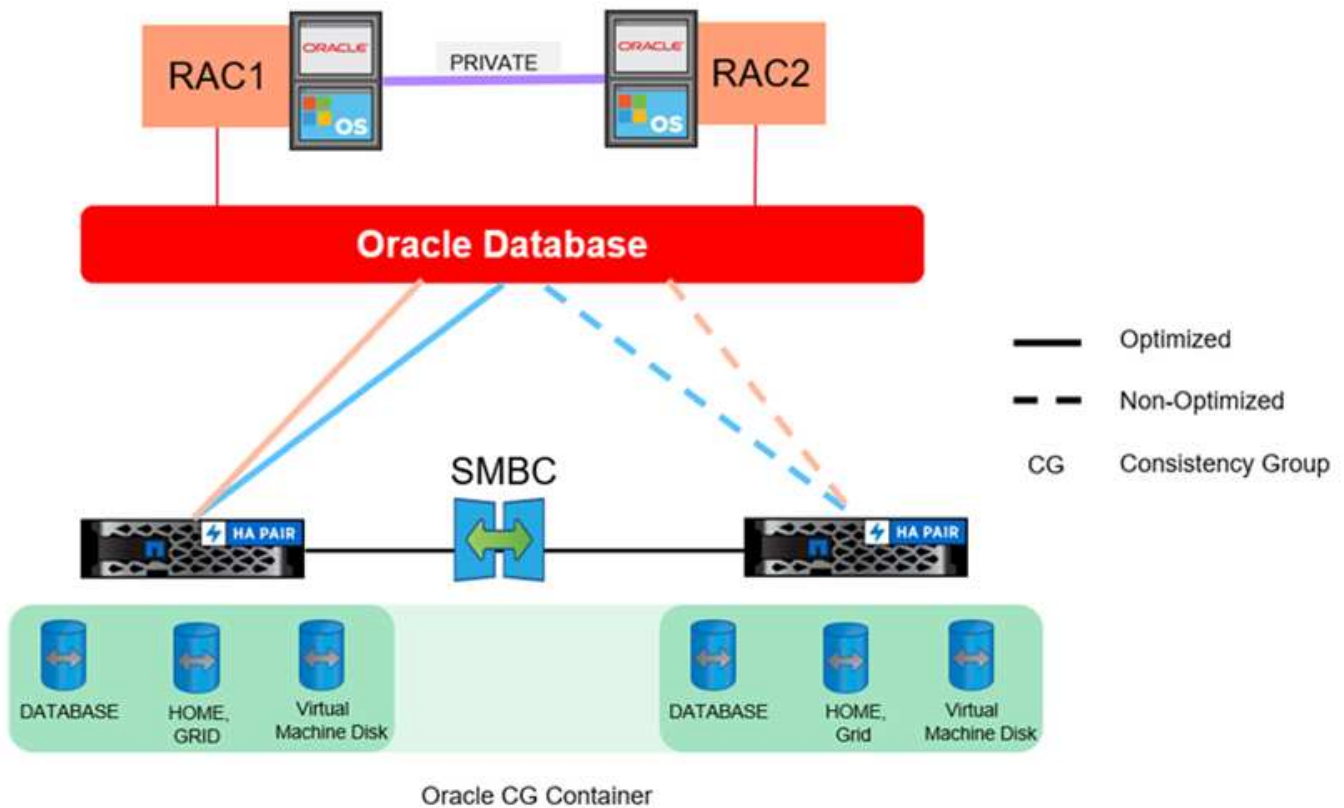 RAC1
ORACLE
OS
PRIVATE
ORACLE
OS
RAC2
Oracle Database
Optimized
Non-Optimized
CG Consistency Group
SMBC
HA PAIR
HA PAIR
DATABASE
HOME,
GRID
Virtual
Machine Disk
DATABASE
HOME,
Grid
Virtual
Machine Disk
Oracle CG Container